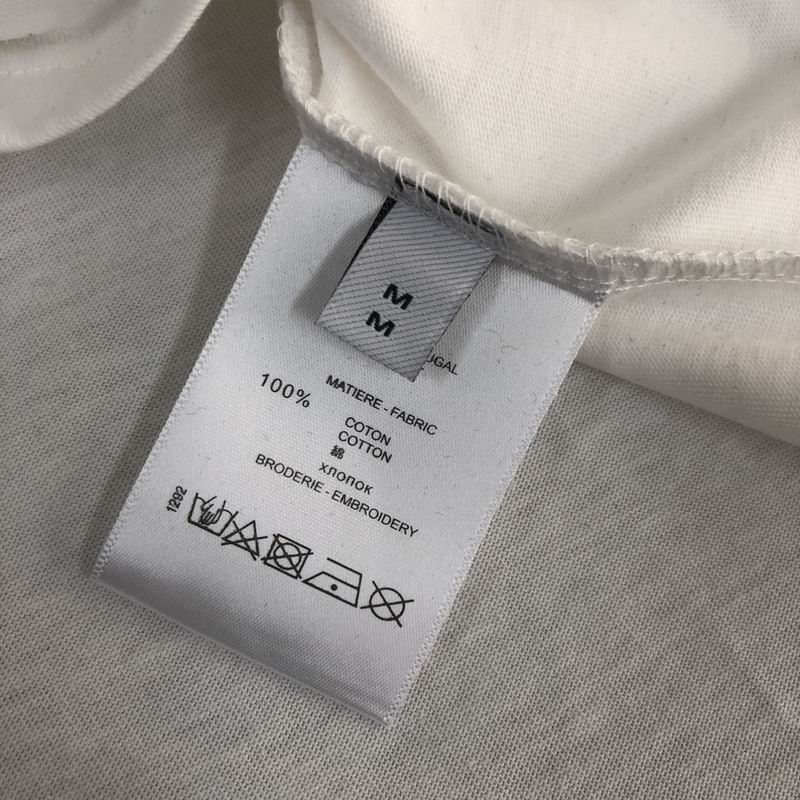 M
M
UGAL
MATIERE - FABRIC
100%
COTON
COTTON
綿
хлопок
BRODERIE - EMBROIDERY
1292